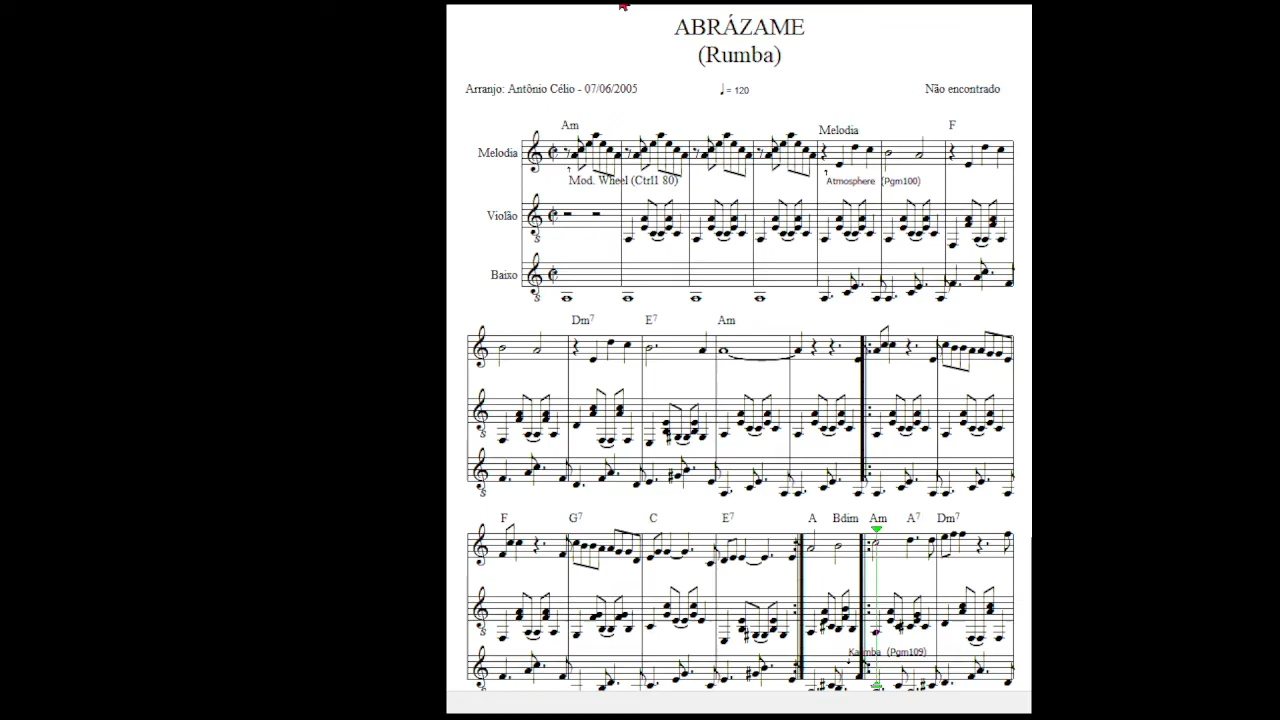 ABRÁZAME
(Rumba)
Arranjo: Antônio Célio - 07/06/2005
♩ = 120
Não encontrado
Am
Melodia
F
Melodia
Mod. Wheel (Ctrl1 80)
Atmosphere (Pgm100)
Violão
Baixo
Dm7 E7 Am
F G7 C E7 A Bdim Am A7 Dm7
(Pgm109)